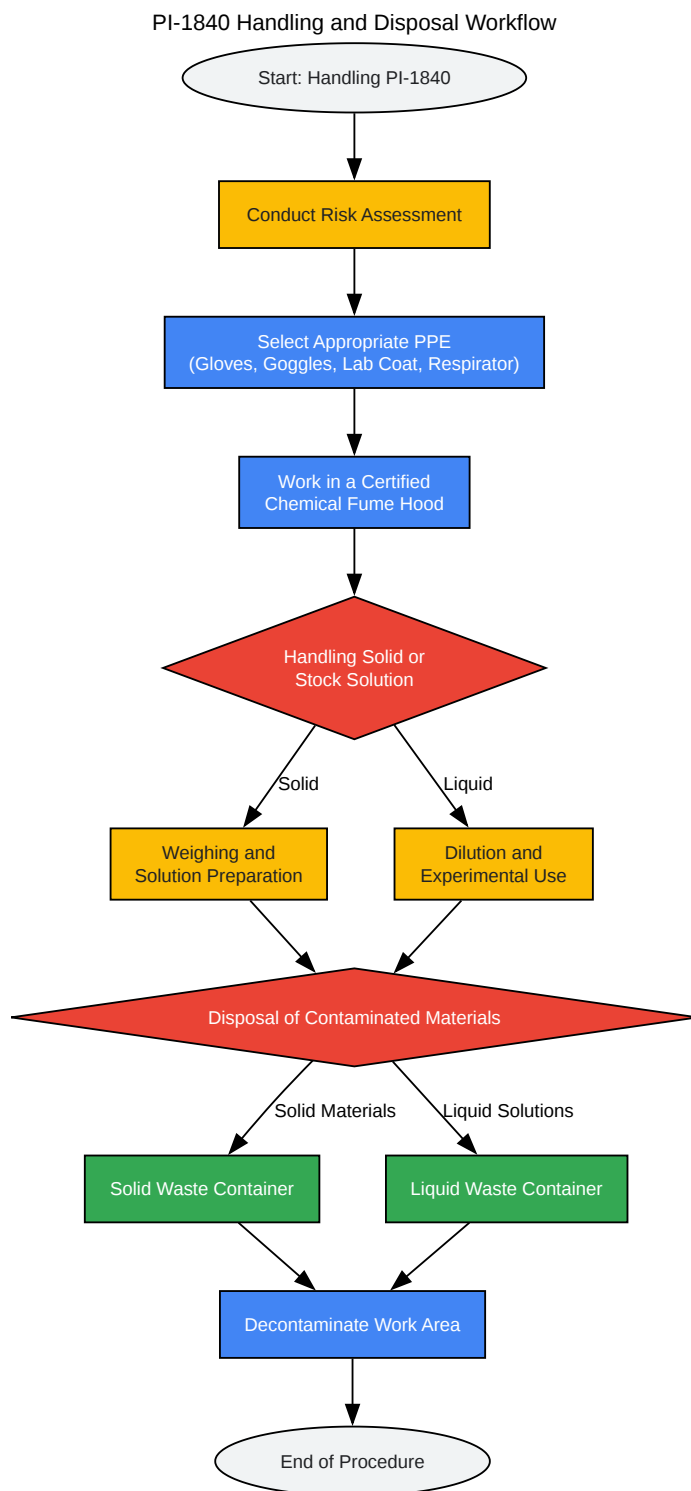 PI-1840 Handling and Disposal Workflow
Start: Handling PI-1840
Conduct Risk Assessment
Select Appropriate PPE
(Gloves, Goggles, Lab Coat, Respirator)
Work in a Certified
Chemical Fume Hood
Handling Solid or
Stock Solution
Solid
Liquid
Weighing and
Solution Preparation
Dilution and
Experimental Use
Disposal of Contaminated Materials
Solid Materials
Liquid Solutions
Solid Waste Container
Liquid Waste Container
Decontaminate Work Area
End of Procedure